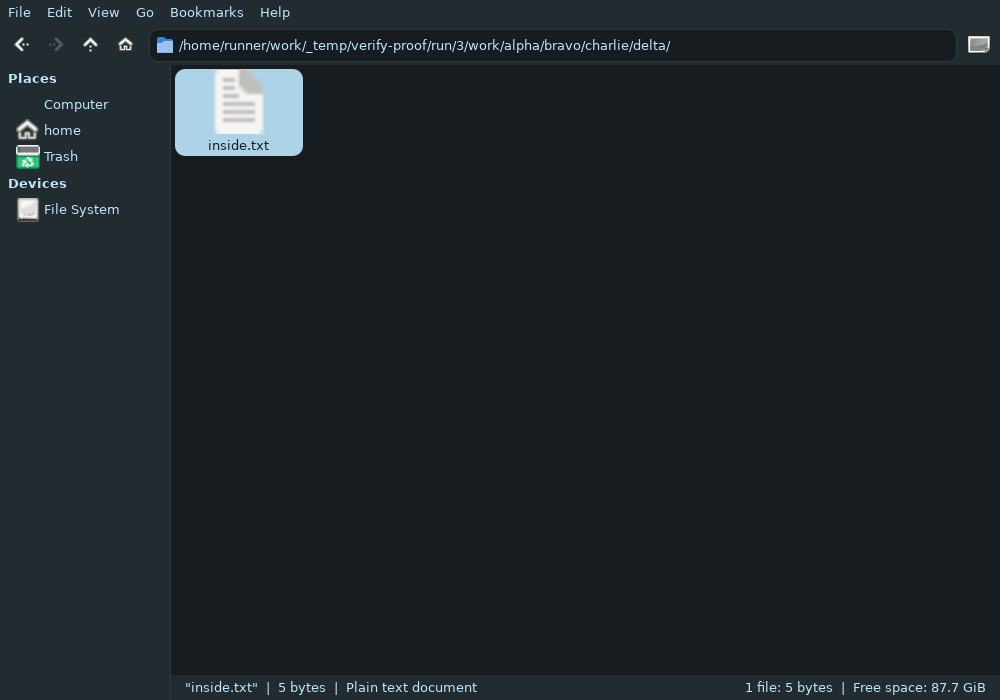 File Edit View Go Bookmarks Help
/home/runner/work/_temp/verify-proof/run/3/work/alpha/bravo/charlie/delta/
Places
Computer
home
Trash
Devices
File System
inside.txt
"inside.txt" | 5 bytes | Plain text document
1 file: 5 bytes | Free space: 87.7 GiB